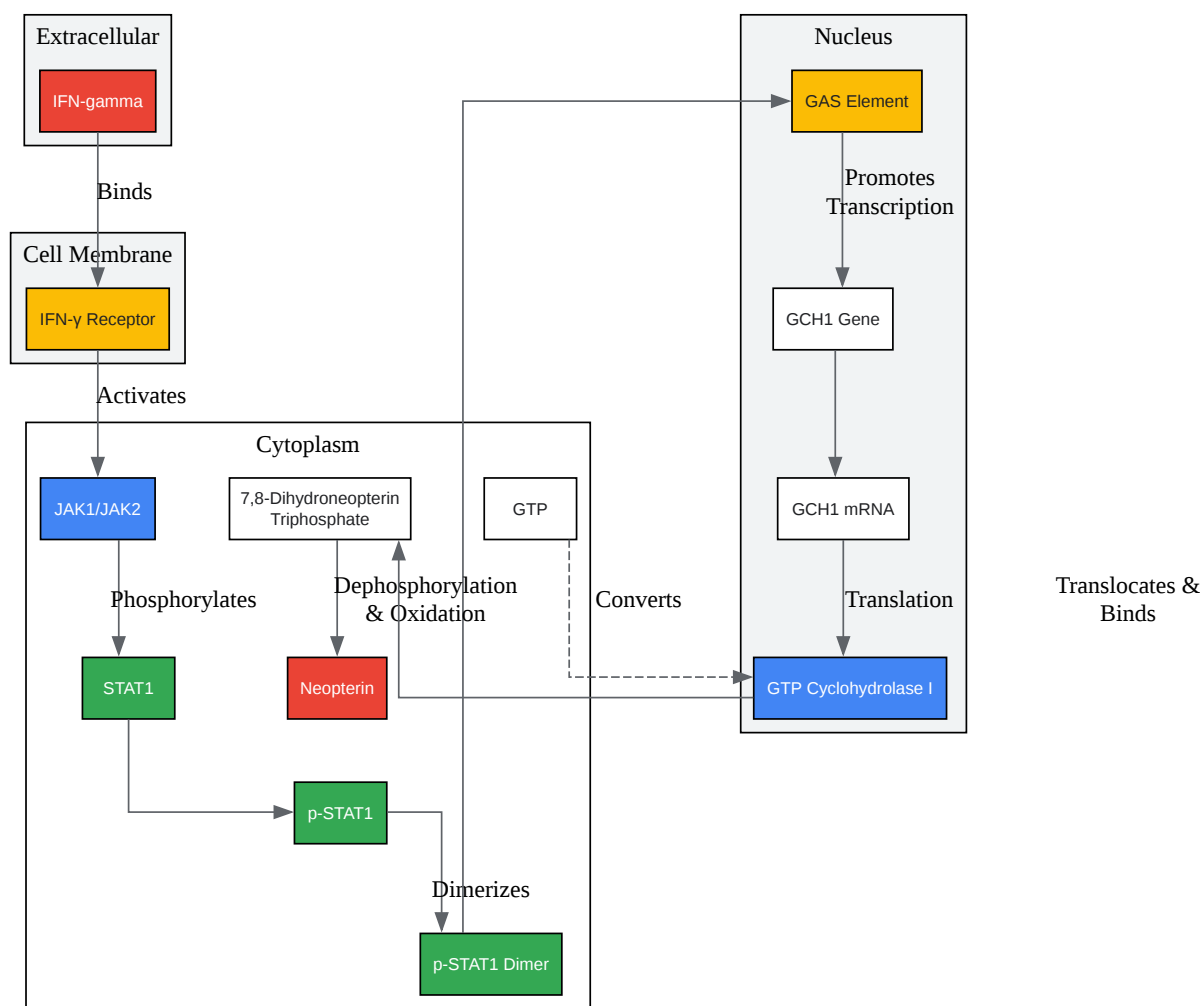 Extracellular
IFN-gamma
Binds
Cell Membrane
IFN-γ Receptor
Activates
Cytoplasm
JAK1/JAK2
7,8-Dihydroneopterin
Triphosphate
GTP
Phosphorylates
Dephosphorylation
& Oxidation
Converts
STAT1
Neopterin
p-STAT1
Dimerizes
p-STAT1 Dimer
Nucleus
GAS Element
Promotes
Transcription
GCH1 Gene
GCH1 mRNA
Translation
GTP Cyclohydrolase I
Translocates &
Binds